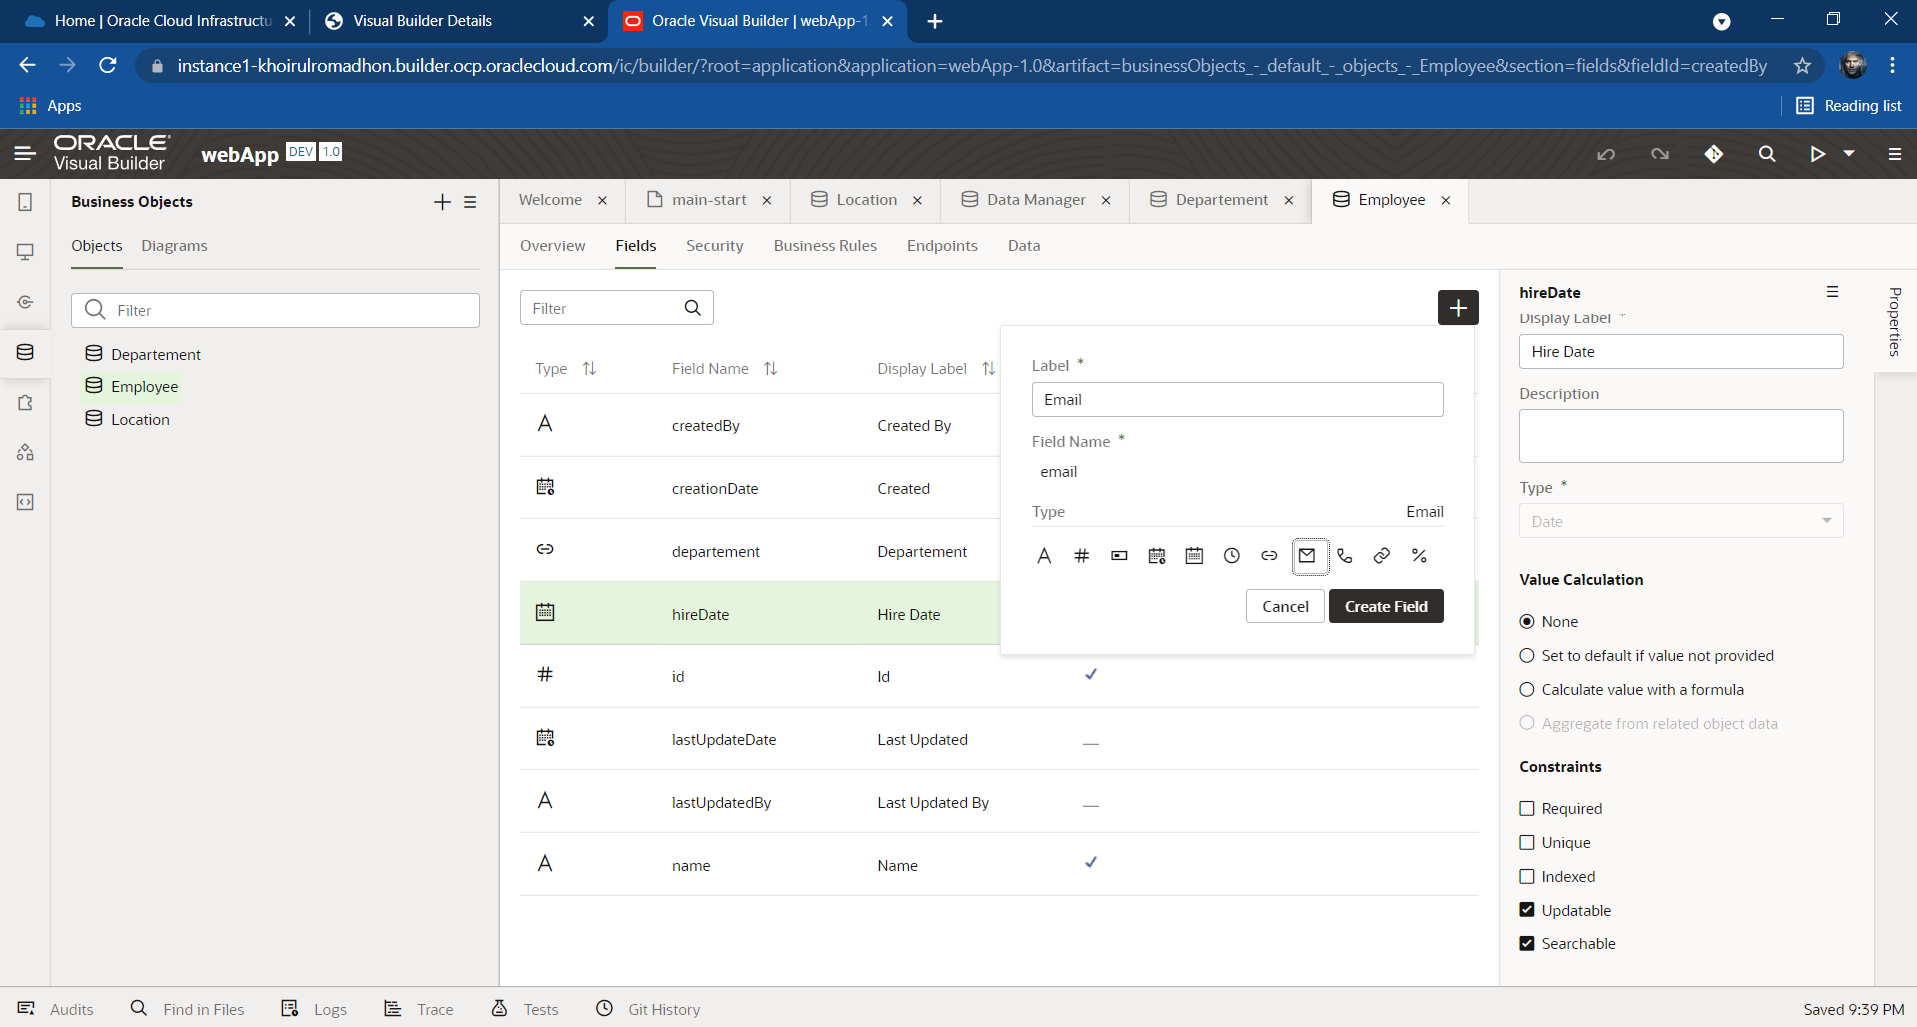 Home | Oracle Cloud Infrastructu
Visual Builder Details
Oracle Visual Builder | webApp-1.
instance1-khoirulromadhon.builder.ocp.oraclecloud.com/ic/builder/?root=application&application=webApp-1.0&artifact=businessObjects_-_default_-_objects_-_Employee&section=fields&fieldId=createdBy
Apps
Reading list
ORACLE
Visual Builder
webApp DEV 1.0
Business Objects
Objects Diagrams
Filter
Departement
Employee
Location
Welcome
main-start
Location
Data Manager
Departement
Employee
Overview Fields Security Business Rules Endpoints Data
Filter
Type Field Name Display Label
A createdBy Created By
creationDate Created
departement Departement
hireDate Hire Date
# id Id
lastUpdateDate Last Updated
A lastUpdatedBy Last Updated By
A name Name
Label *
Email
Field Name *
email
Type Email
A # %
Cancel Create Field
hireDate
Display Label *
Hire Date
Description
Type *
Date
Value Calculation
None
Set to default if value not provided
Calculate value with a formula
Aggregate from related object data
Constraints
Required
Unique
Indexed
Updatable
Searchable
Properties
Audits Find in Files Logs Trace Tests Git History
Saved 9:39 PM